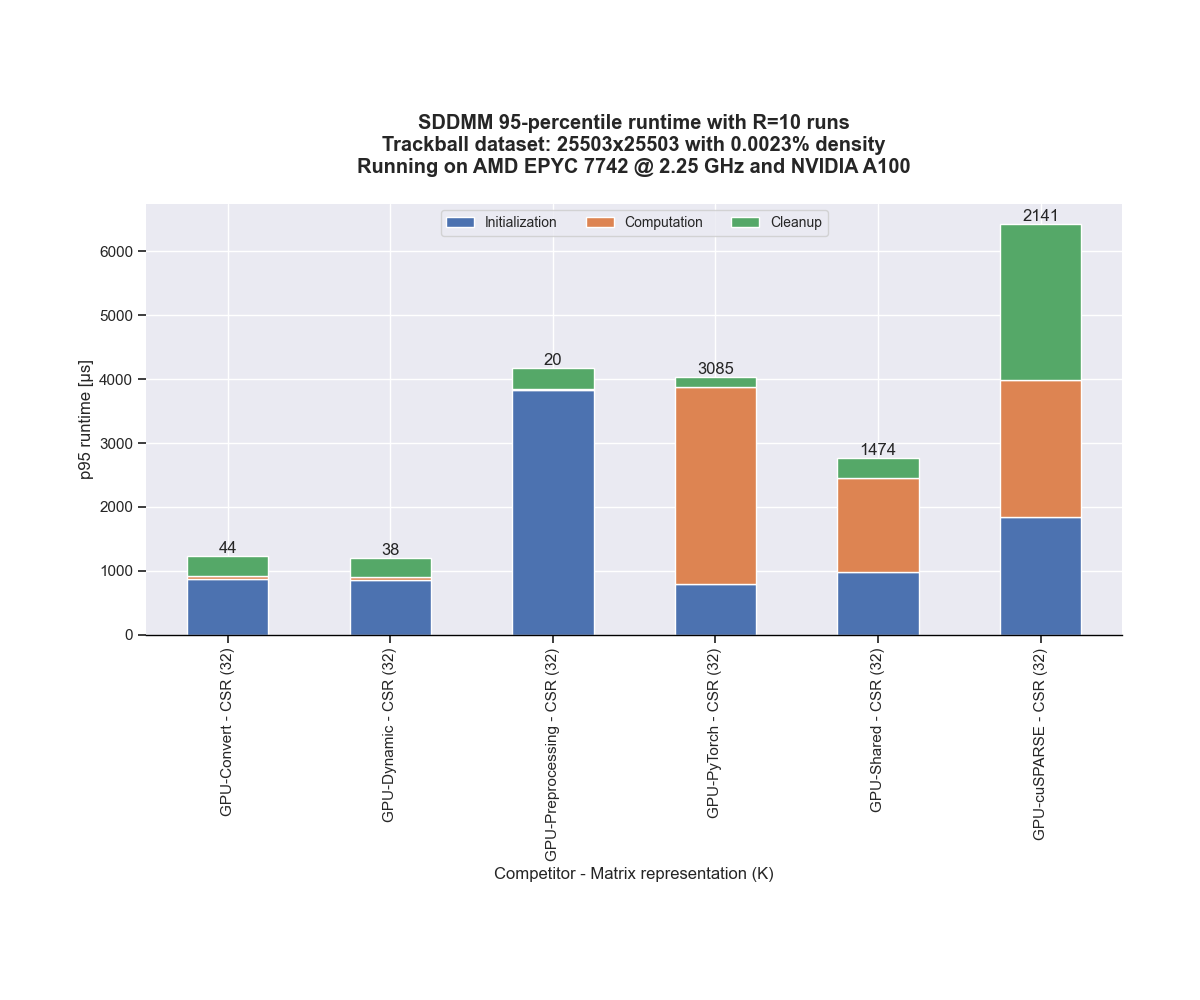 SDDMM 95-percentile runtime with R=10 runs
Trackball dataset: 25503x25503 with 0.0023% density
Running on AMD EPYC 7742 @ 2.25 GHz and NVIDIA A100
Initialization Computation Cleanup
p95 runtime [µs]
6000
5000
4000
3000
2000
1000
0
44
38
20
3085
1474
2141
GPU-Convert - CSR (32)
GPU-Dynamic - CSR (32)
GPU-Preprocessing - CSR (32)
GPU-PyTorch - CSR (32)
GPU-Shared - CSR (32)
GPU-cuSPARSE - CSR (32)
Competitor - Matrix representation (K)